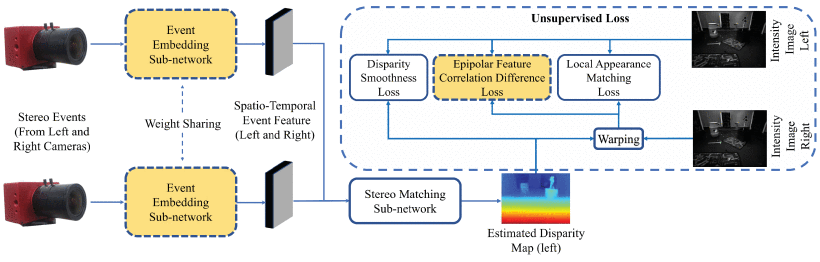 Unsupervised Loss
Event
Embedding
Sub-network
Stereo Events
(From Left and
Right Cameras)
Weight Sharing
Spatio-Temporal
Event Feature
(Left and Right)
Event
Embedding
Sub-network
Disparity
Smoothness
Loss
Epipolar Feature
Correlation Difference
Loss
Local Appearance
Matching
Loss
Intensity
Image
Left
Warping
Intensity
Image
Right
Stereo Matching
Sub-network
Estimated Disparity
Map (left)